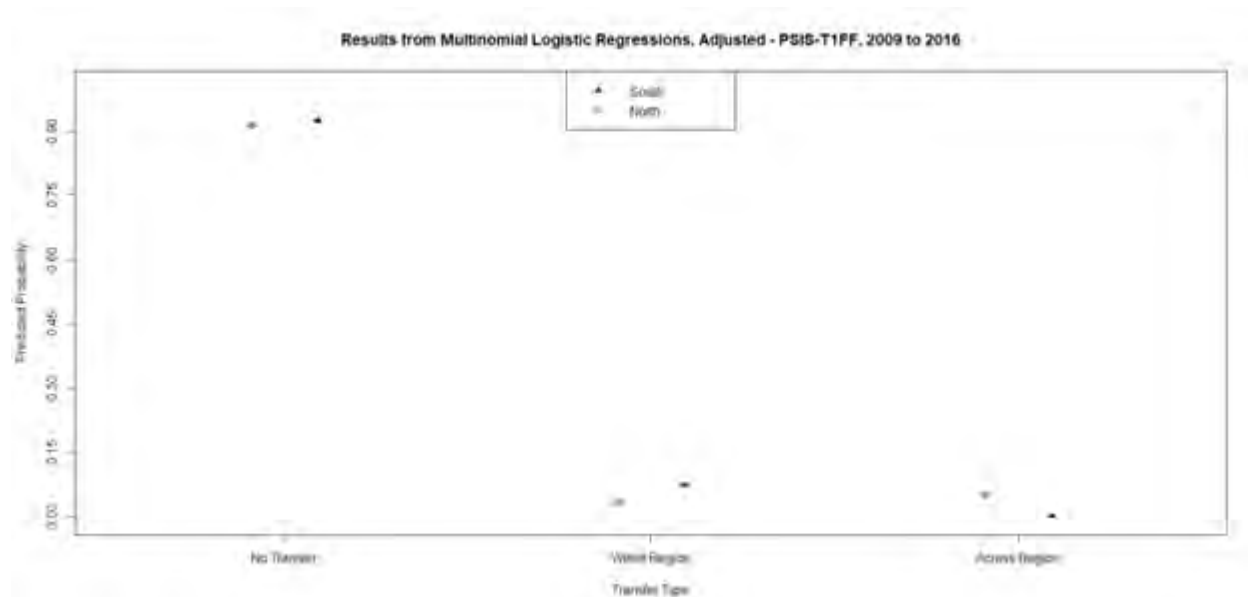 Results from Multinomial Logistic Regressions, Adjusted - PSIS-T1FF, 2009 to 2016
South
North
Predicted Probability
0.90
0.75
0.60
0.45
0.30
0.15
0.00
No Transfer
Within Region
Across Region
Transfer Type